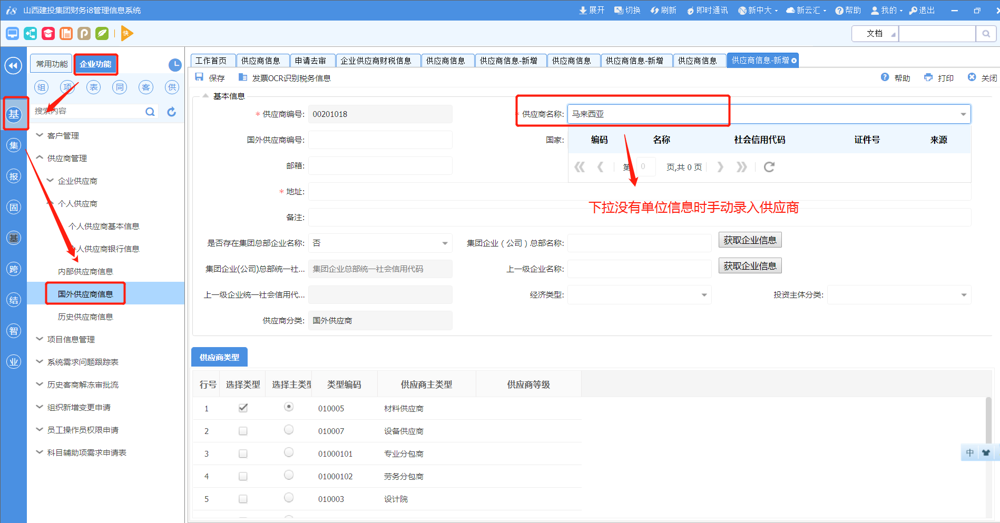 i8 山西建投集团财务i8管理信息系统 展开 切换 刷新 即时通讯 新中大 新云汇 帮助 我的 退出
快 文档
常用功能 企业功能
组 项 表 同 客 供
搜索内容
基
集
报
固
基
跨
结
智
业
客户管理
供应商管理
企业供应商
个人供应商
个人供应商基本信息
个人供应商银行信息
内部供应商信息
国外供应商信息
历史供应商信息
项目信息管理
系统需求问题跟踪表
历史客商解冻审批流
组织新增变更申请
员工操作员权限申请
科目辅助项需求申请表
工作首页 供应商信息 申请去审 企业供应商财税信息 供应商信息 供应商信息-新增 供应商信息 供应商信息-新增 供应商信息 供应商信息-新增
保存 发票OCR识别税务信息 帮助 打印 关闭
基本信息
* 供应商编号: 00201018 * 供应商名称: 马来西亚
国外供应商编号: 国家: 编码 名称 社会信用代码 证件号 来源
邮箱: 第 0 页,共 0 页
* 地址:
下拉没有单位信息时手动录入供应商
备注:
是否存在集团总部企业名称: 否 集团企业（公司）总部名称: 获取企业信息
集团企业(公司)总部统一社... 集团企业总部统一社会信用代码 上一级企业名称: 获取企业信息
上一级企业统一社会信用代... 经济类型: 投资主体分类:
供应商分类: 国外供应商
供应商类型
行号 选择类型 选择主类型 类型编码 供应商主类型 供应商等级
1 010005 材料供应商
2 010007 设备供应商
3 01000101 专业分包商
4 01000102 劳务分包商
5 010003 设计院
中